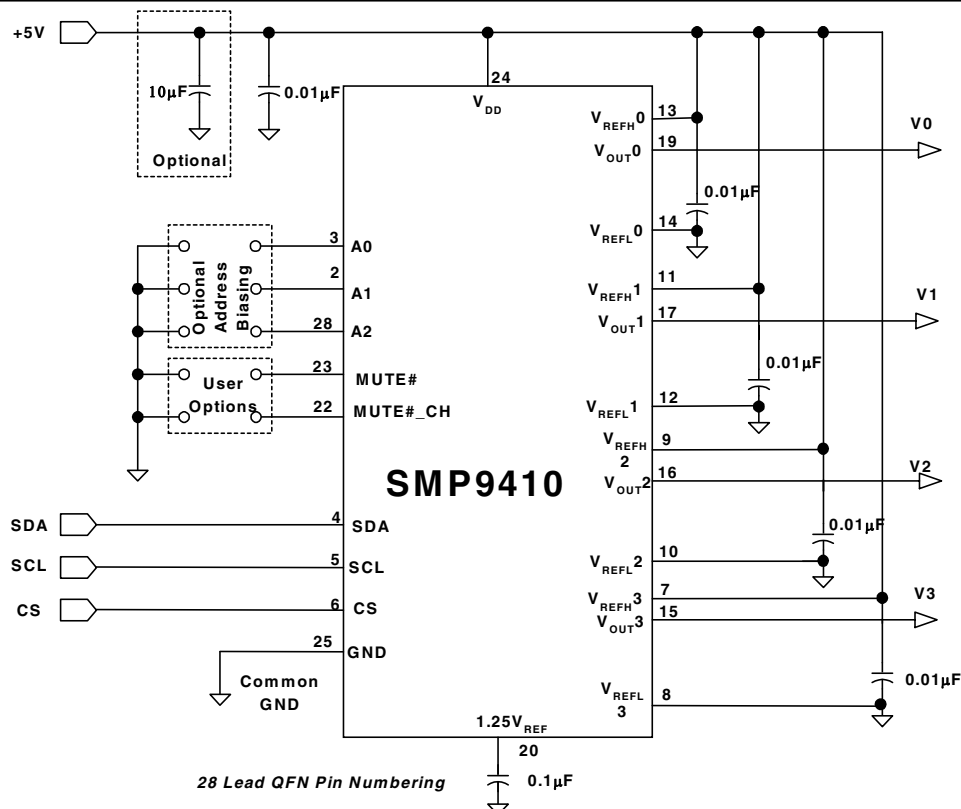 +5V
10µF
0.01µF
Optional
24
VDD
VREFH0
13
VOUT0
19
V0
0.01µF
VREFL0
14
VREFH1
11
VOUT1
17
V1
0.01µF
VREFL1
12
VREFH
2
9
VOUT2
16
V2
0.01µF
VREFL2
10
VREFH3
7
VOUT3
15
V3
0.01µF
VREFL
3
8
Optional
Address
Biasing
3
A0
2
A1
28
A2
User
Options
23
MUTE#
22
MUTE#_CH
SMP9410
SDA
4
SDA
SCL
5
SCL
CS
6
CS
25
GND
Common
GND
1.25VREF
20
0.1µF
28 Lead QFN Pin Numbering